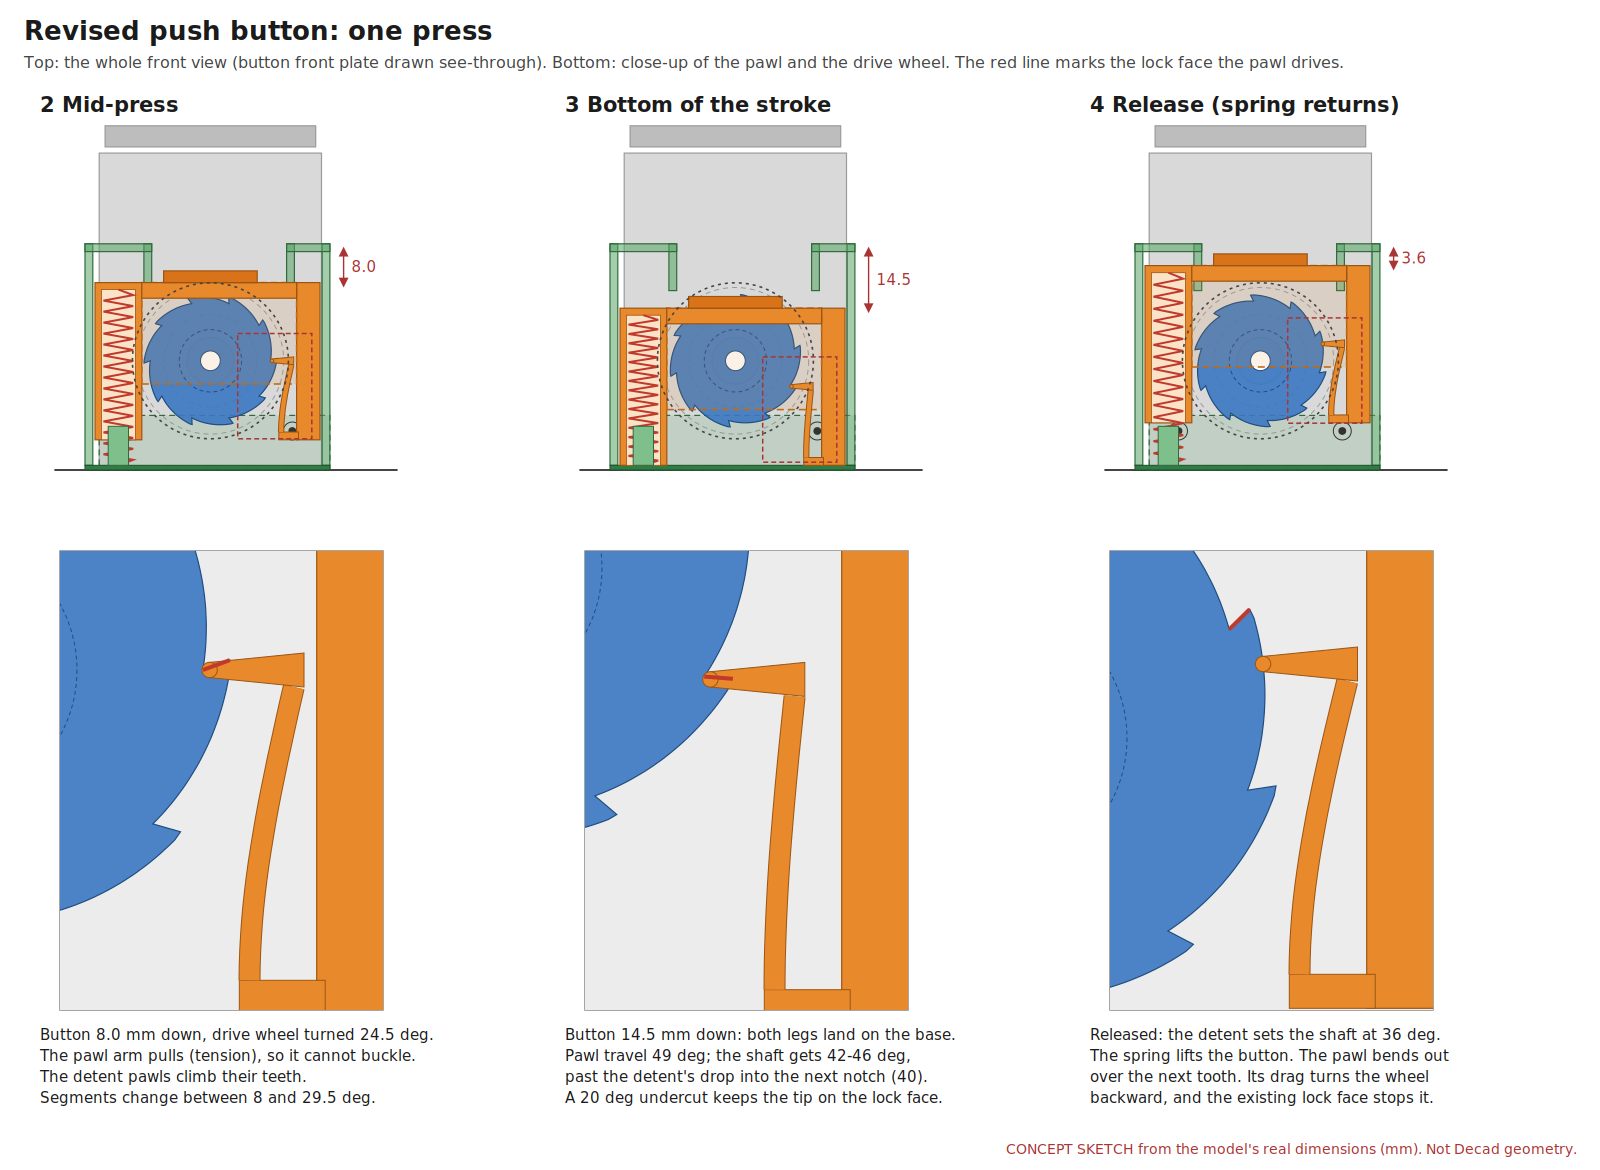 Revised push button: one press
Top: the whole front view (button front plate drawn see-through). Bottom: close-up of the pawl and the drive wheel. The red line marks the lock face the pawl drives.
2 Mid-press
3 Bottom of the stroke
4 Release (spring returns)
8.0
14.5
3.6
Button 8.0 mm down, drive wheel turned 24.5 deg.
The pawl arm pulls (tension), so it cannot buckle.
The detent pawls climb their teeth.
Segments change between 8 and 29.5 deg.
Button 14.5 mm down: both legs land on the base.
Pawl travel 49 deg; the shaft gets 42-46 deg,
past the detent's drop into the next notch (40).
A 20 deg undercut keeps the tip on the lock face.
Released: the detent sets the shaft at 36 deg.
The spring lifts the button. The pawl bends out
over the next tooth. Its drag turns the wheel
backward, and the existing lock face stops it.
CONCEPT SKETCH from the model's real dimensions (mm). Not Decad geometry.